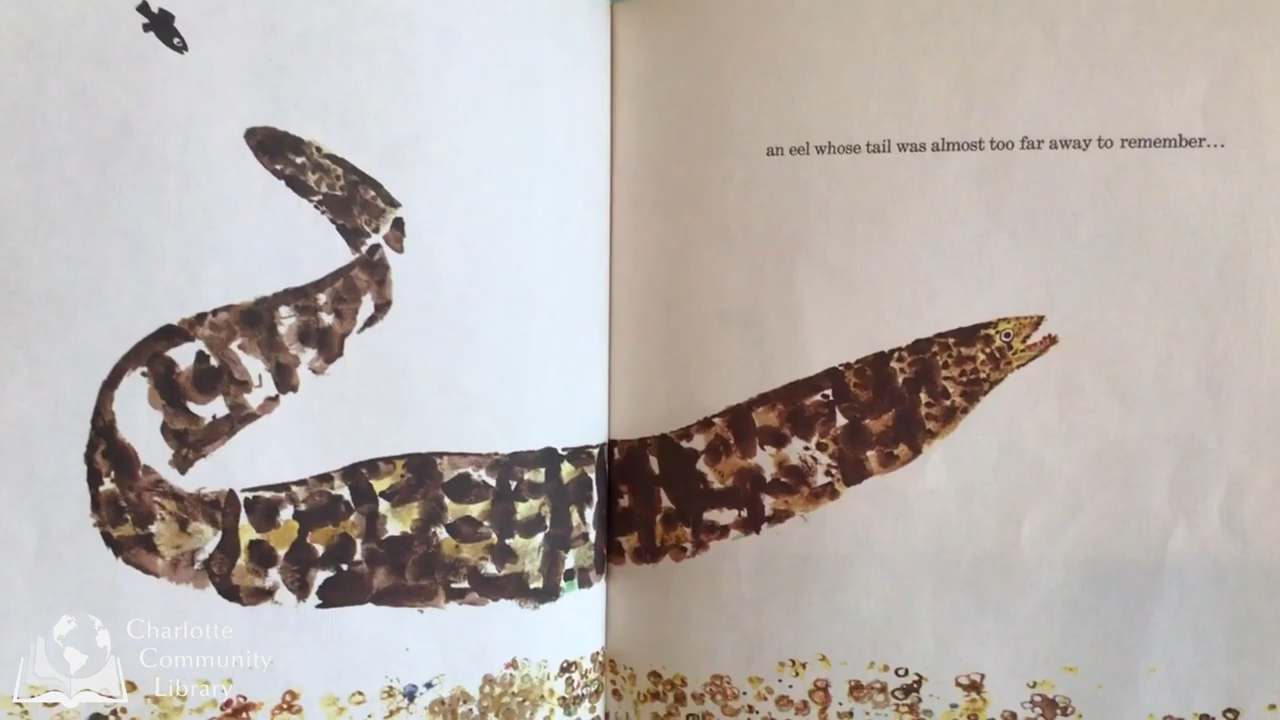 an eel whose tail was almost too far away to remember...
Charlotte
Community
Library